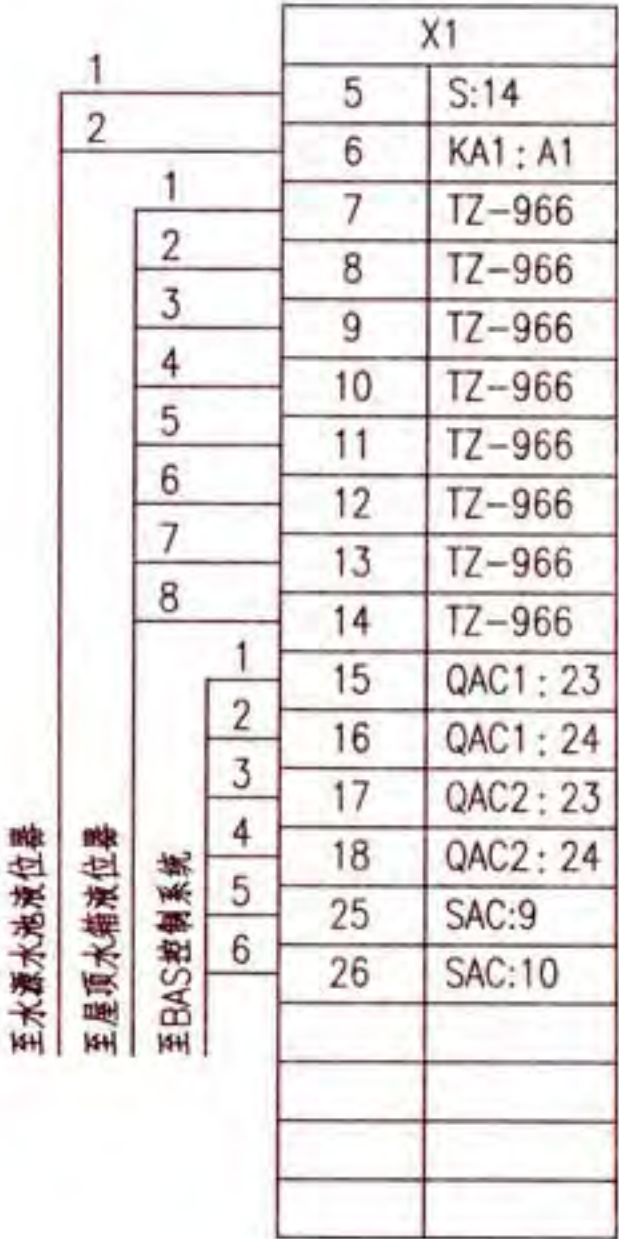 X1
1 5 S:14
2 6 KA1:A1
1 7 TZ-966
2 8 TZ-966
3 9 TZ-966
4 10 TZ-966
5 11 TZ-966
6 12 TZ-966
7 13 TZ-966
8 14 TZ-966
1 15 QAC1:23
2 16 QAC1:24
3 17 QAC2:23
4 18 QAC2:24
5 25 SAC:9
6 26 SAC:10
至水源水池液位器
至屋顶水箱液位器
至BAS控制系统